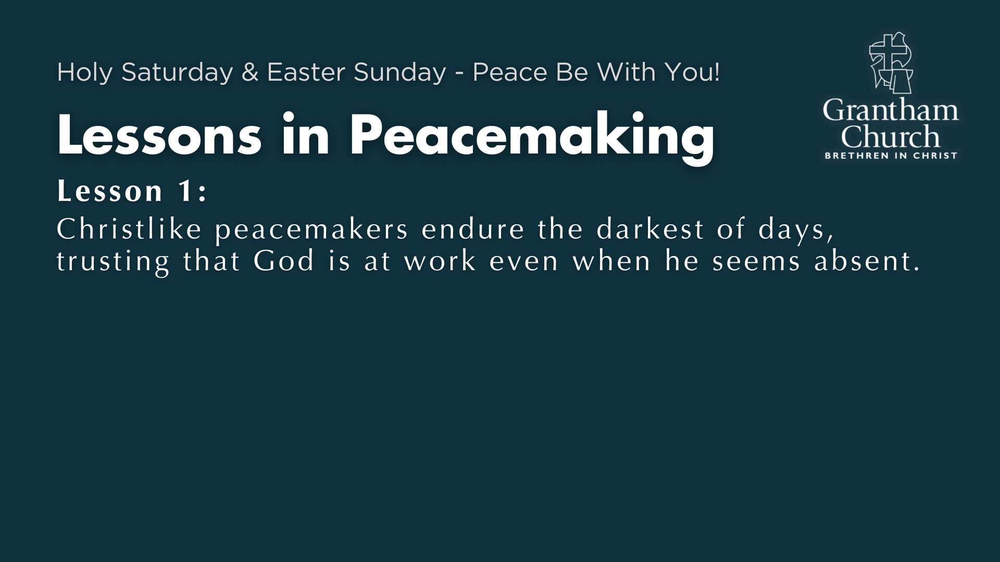 Holy Saturday & Easter Sunday - Peace Be With You!
Lessons in Peacemaking
Grantham
Church
BRETHREN IN CHRIST
Lesson 1:
Christlike peacemakers endure the darkest of days,
trusting that God is at work even when he seems absent.